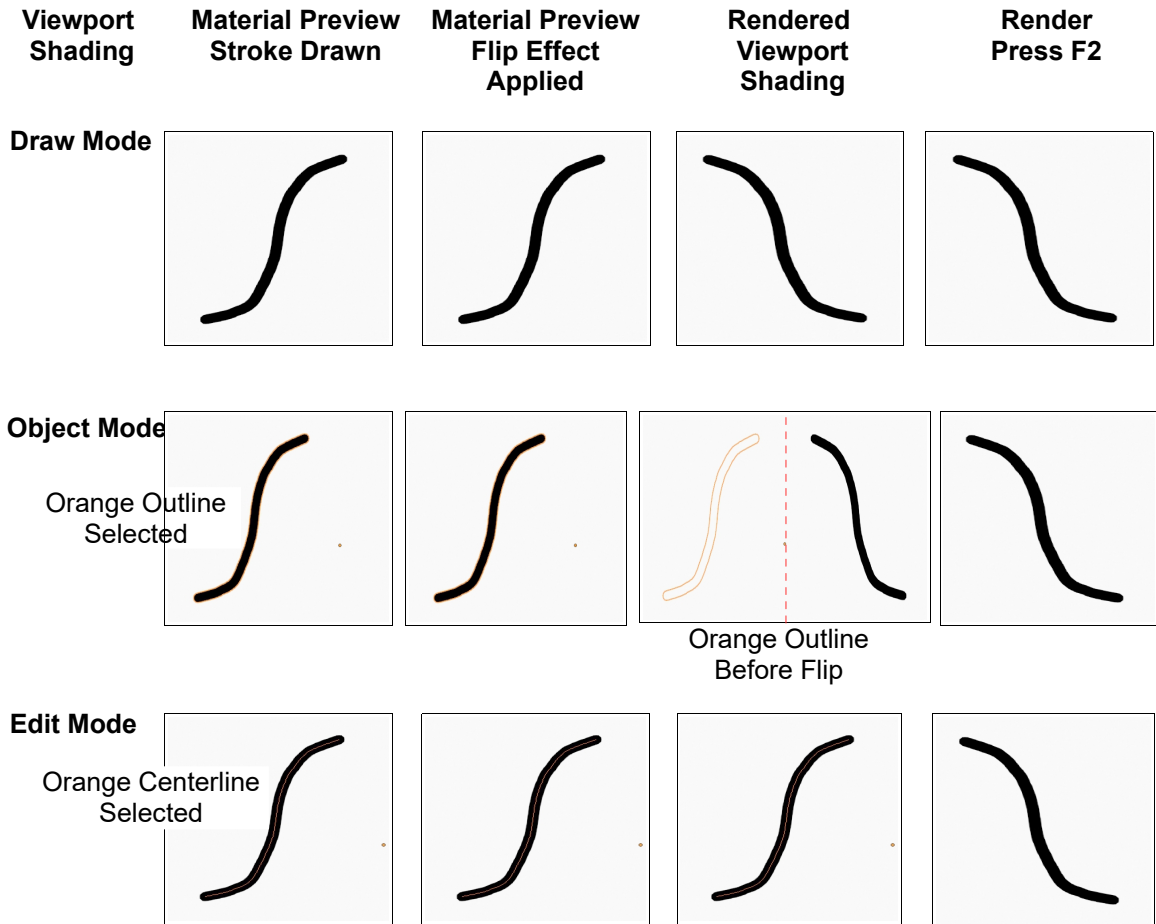 Viewport
Shading
Material Preview
Stroke Drawn
Material Preview
Flip Effect
Applied
Rendered
Viewport
Shading
Render
Press F2
Draw Mode
Object Mode
Orange Outline
Selected
Orange Outline
Before Flip
Edit Mode
Orange Centerline
Selected